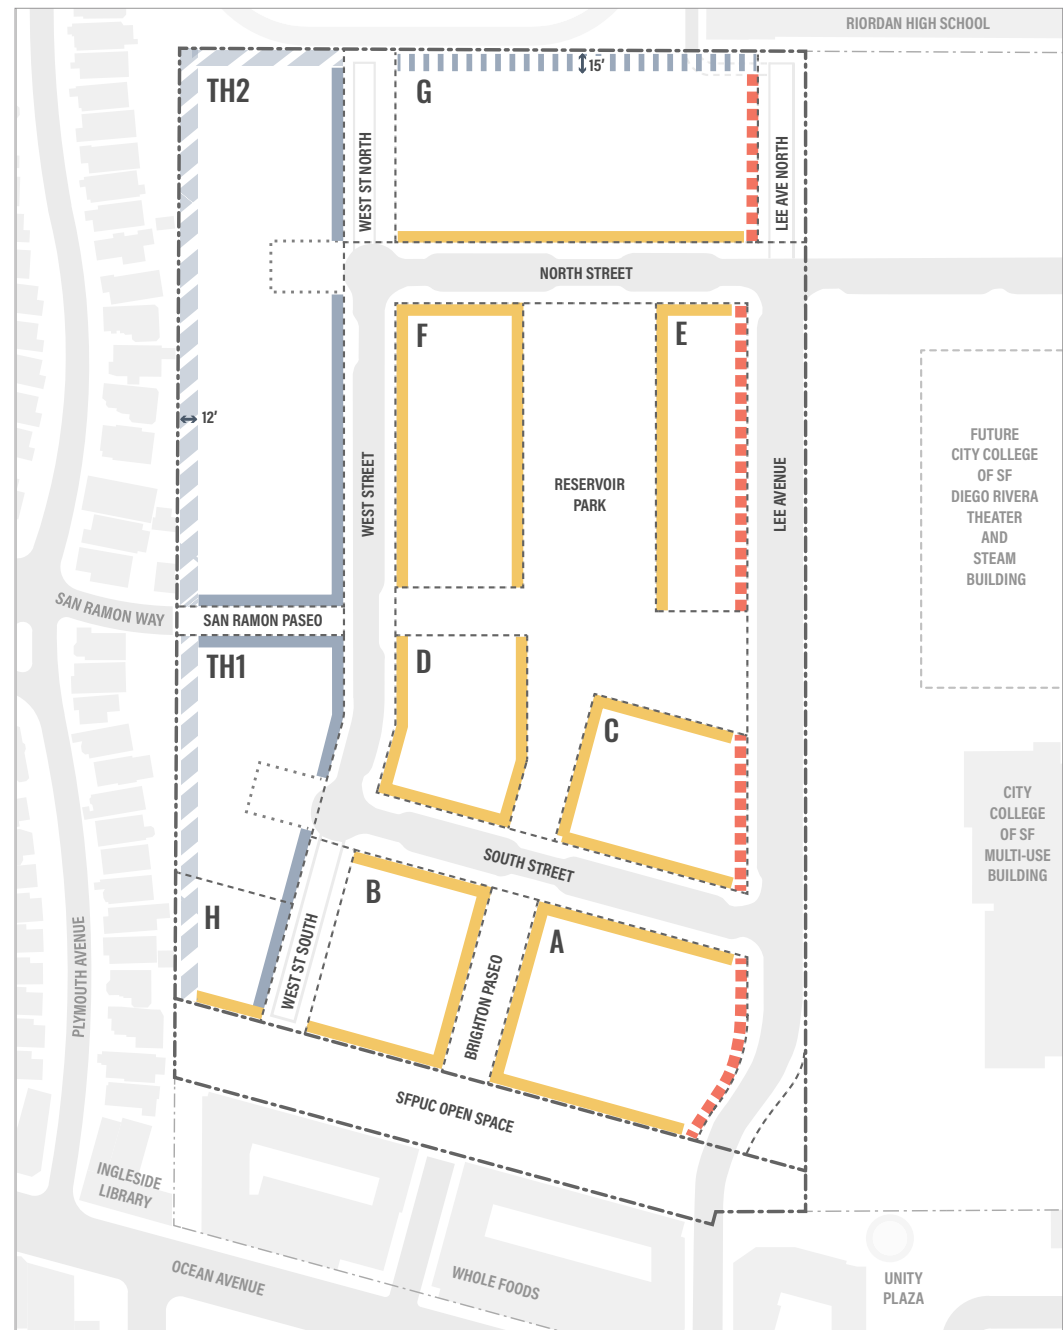 RIORDAN HIGH SCHOOL
15'
TH2
G
WEST ST NORTH
LEE AVE NORTH
NORTH STREET
F
E
12'
WEST STREET
RESERVOIR
PARK
LEE AVENUE
FUTURE
CITY COLLEGE
OF SF
DIEGO RIVERA
THEATER
AND
STEAM
BUILDING
SAN RAMON WAY
SAN RAMON PASEO
TH1
D
C
CITY
COLLEGE
OF SF
MULTI-USE
BUILDING
SOUTH STREET
B
H
A
PLYMOUTH AVENUE
WEST ST SOUTH
BRIGHTON PASEO
SFPUC OPEN SPACE
INGLESIDE
LIBRARY
OCEAN AVENUE
WHOLE FOODS
UNITY
PLAZA